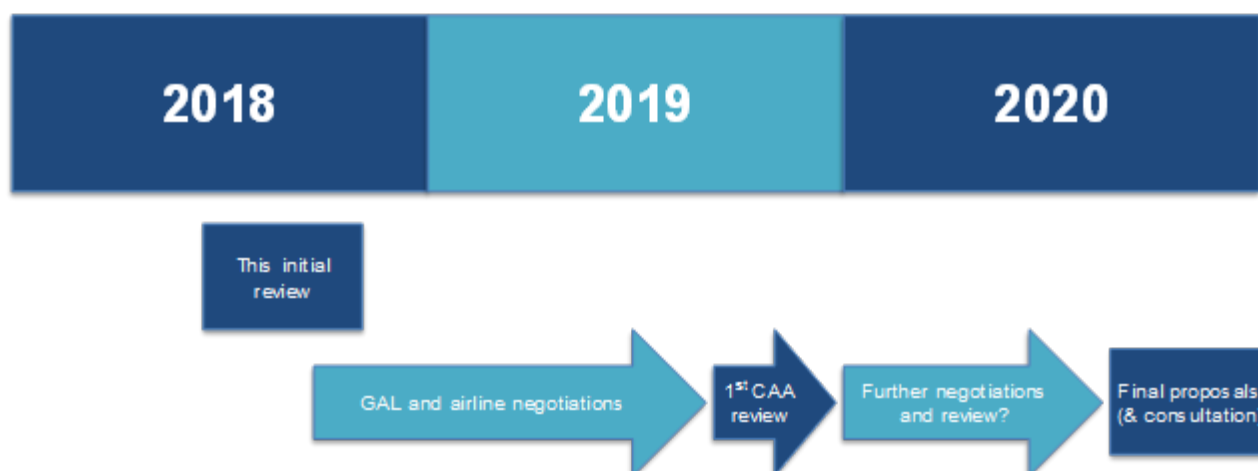 2018
2019
2020
This initial
review
GAL and airline negotiations
1st CAA
review
Further negotiations
and review?
Final proposals
(& consultation